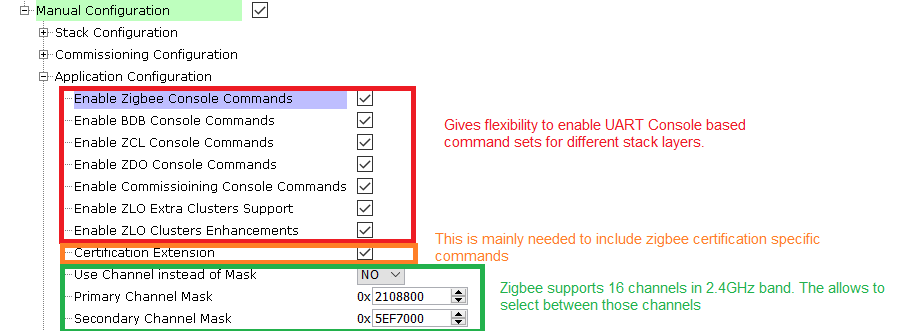 Manual Configuration
Stack Configuration
Commissioning Configuration
Application Configuration
Enable Zigbee Console Commands
Enable BDB Console Commands
Enable ZCL Console Commands
Enable ZDO Console Commands
Enable Commissioining Console Commands
Enable ZLO Extra Clusters Support
Enable ZLO Clusters Enhancements
Gives flexibility to enable UART Console based
command sets for different stack layers.
Certification Extension
This is mainly needed to include zigbee certification specific
commands
Use Channel instead of Mask NO
Primary Channel Mask 0x 2108800
Secondary Channel Mask 0x 5EF7000
Zigbee supports 16 channels in 2.4GHz band. The allows to
select between those channels